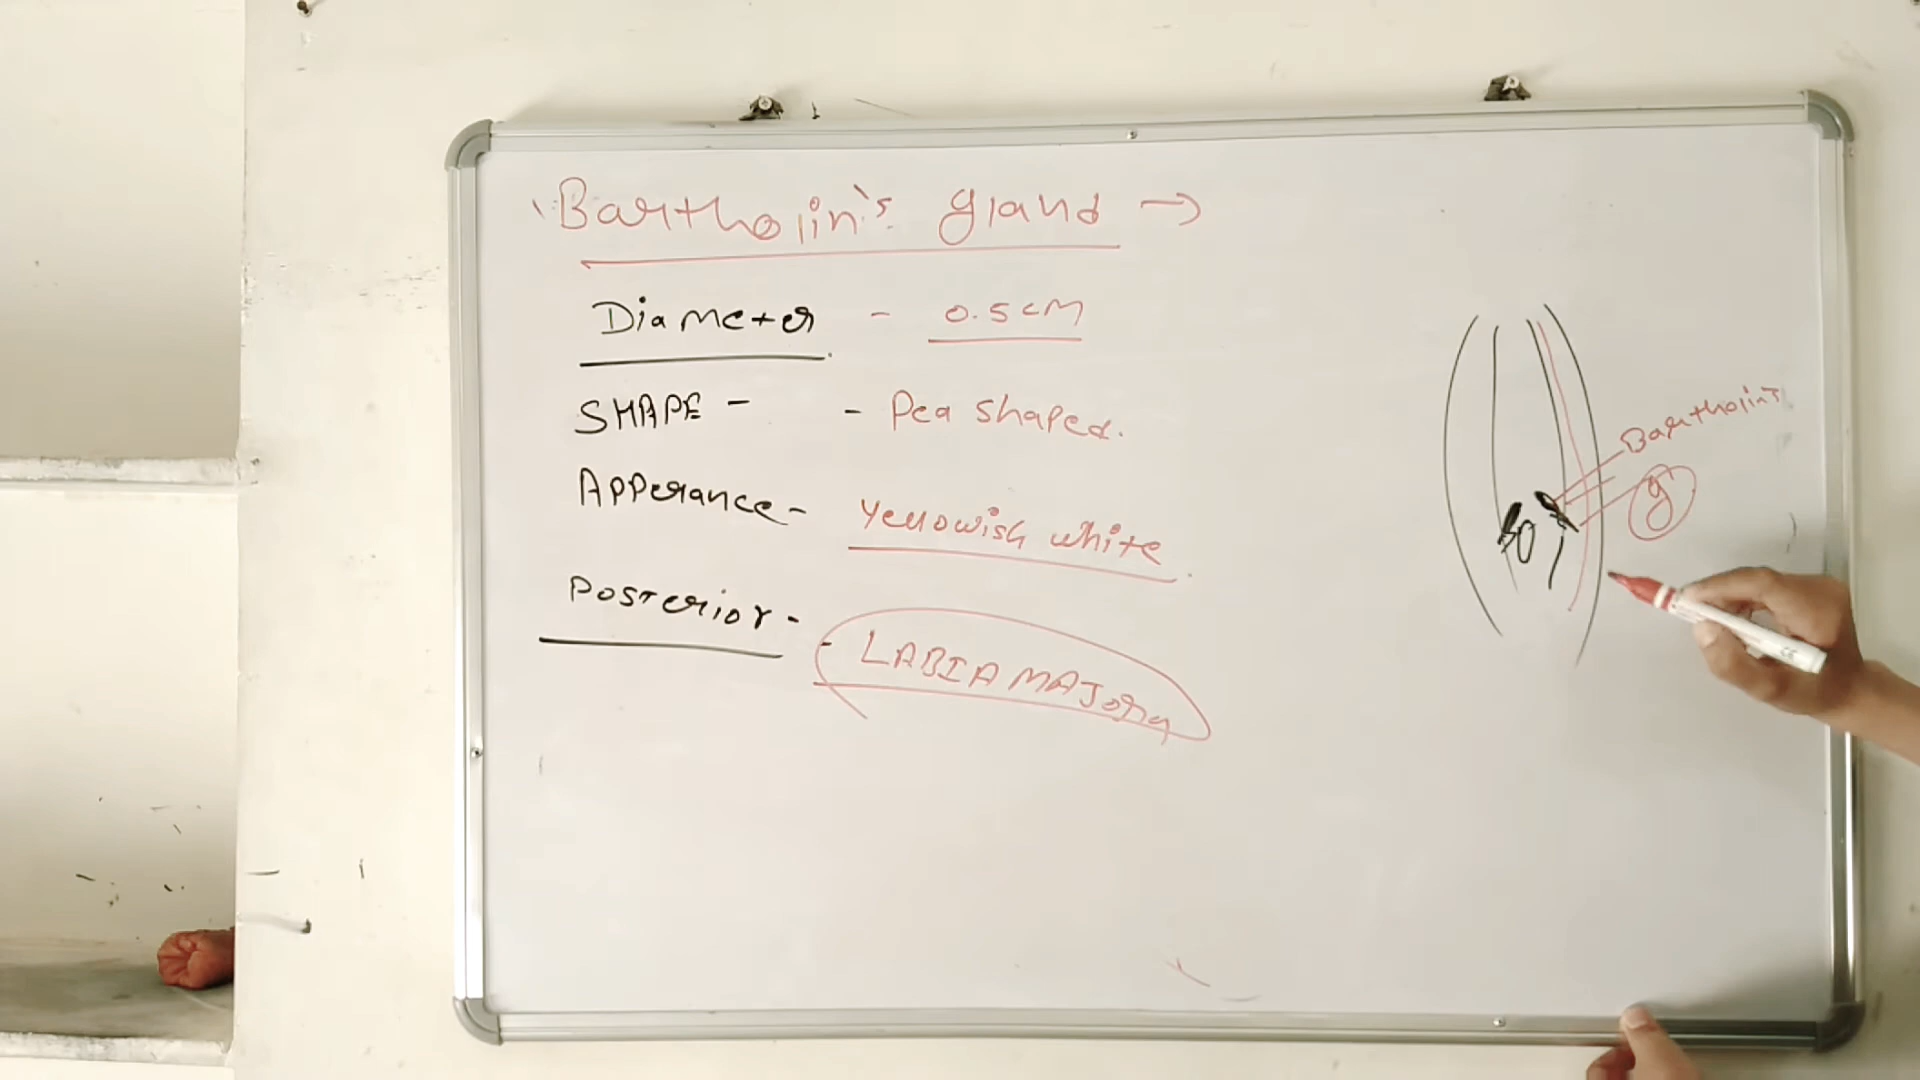 Bartholin's gland →
Diameter - 0.5cM
SHAPE - - Pea shaped.
APPerance - Yellowish white
Posterior - - LABIA MAJora
Bartholin's
g